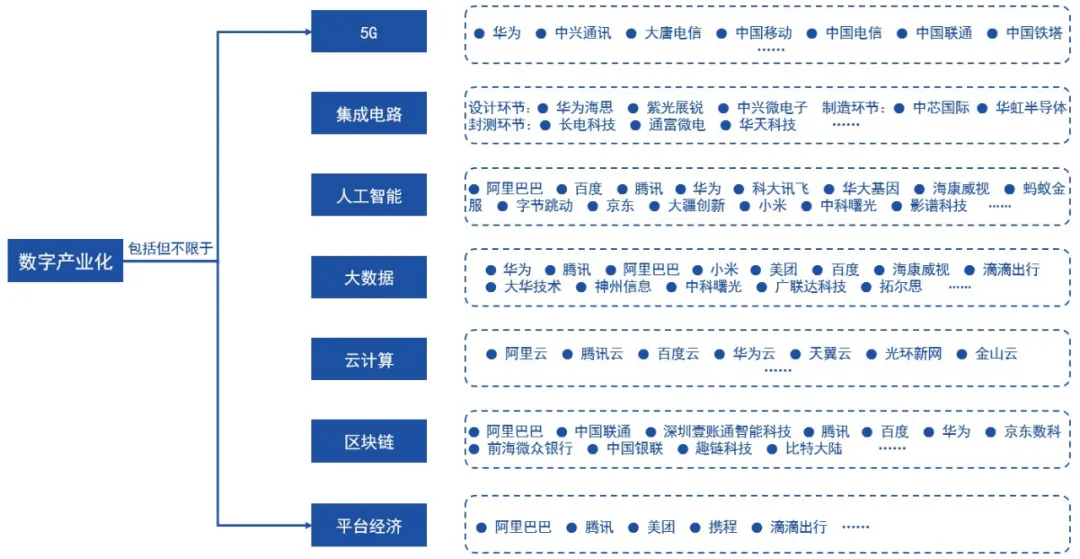 数字产业化
包括但不限于
5G
● 华为 ● 中兴通讯 ● 大唐电信 ● 中国移动 ● 中国电信 ● 中国联通 ● 中国铁塔
······
集成电路
设计环节: ● 华为海思 ● 紫光展锐 ● 中兴微电子 制造环节: ● 中芯国际 ● 华虹半导体
封测环节: ● 长电科技 ● 通富微电 ● 华天科技 ······
人工智能
● 阿里巴巴 ● 百度 ● 腾讯 ● 华为 ● 科大讯飞 ● 华大基因 ● 海康威视 ● 蚂蚁金
服 ● 字节跳动 ● 京东 ● 大疆创新 ● 小米 ● 中科曙光 ● 影谱科技 ······
大数据
● 华为 ● 腾讯 ● 阿里巴巴 ● 小米 ● 美团 ● 百度 ● 海康威视 ● 滴滴出行
● 大华技术 ● 神州信息 ● 中科曙光 ● 广联达科技 ● 拓尔思 ······
云计算
● 阿里云 ● 腾讯云 ● 百度云 ● 华为云 ● 天翼云 ● 光环新网 ● 金山云
······
区块链
● 阿里巴巴 ● 中国联通 ● 深圳壹账通智能科技 ● 腾讯 ● 百度 ● 华为 ● 京东数科
● 前海微众银行 ● 中国银联 ● 趣链科技 ● 比特大陆 ······
平台经济
● 阿里巴巴 ● 腾讯 ● 美团 ● 携程 ● 滴滴出行 ······